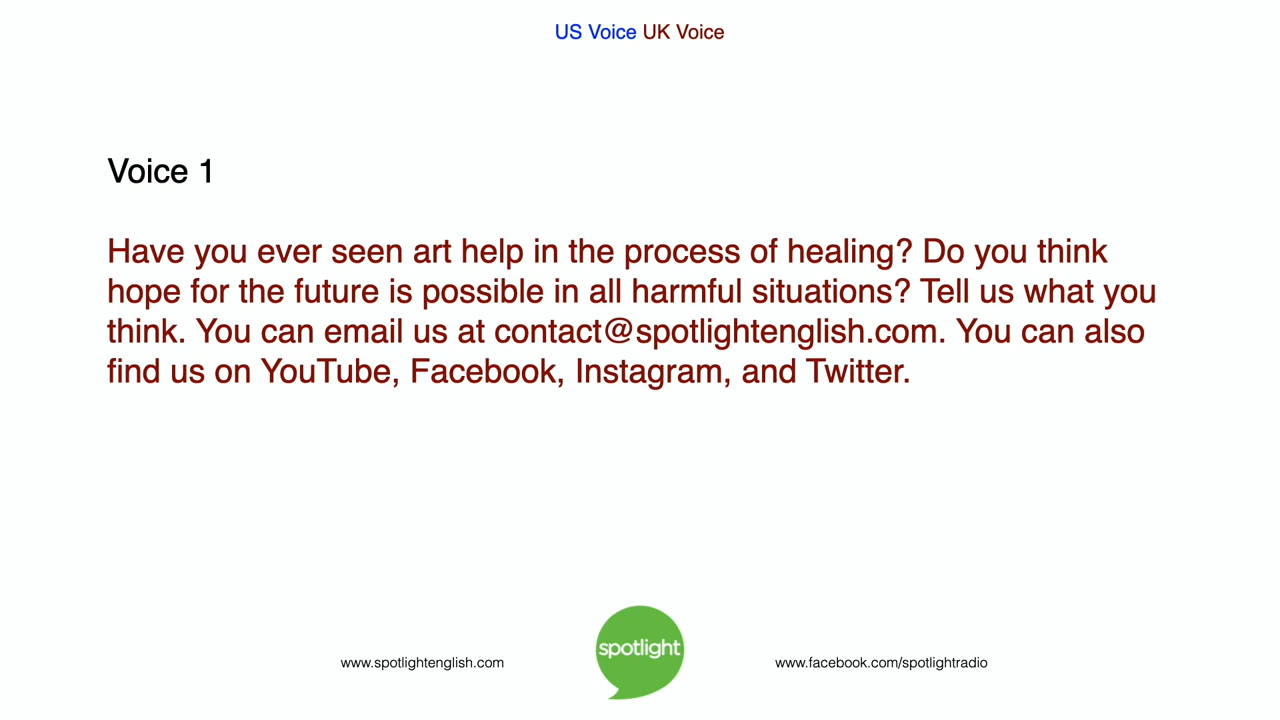 US Voice UK Voice
Voice 1
Have you ever seen art help in the process of healing? Do you think
hope for the future is possible in all harmful situations? Tell us what you
think. You can email us at contact@spotlightenglish.com. You can also
find us on YouTube, Facebook, Instagram, and Twitter.
www.spotlightenglish.com
spotlight
www.facebook.com/spotlightradio